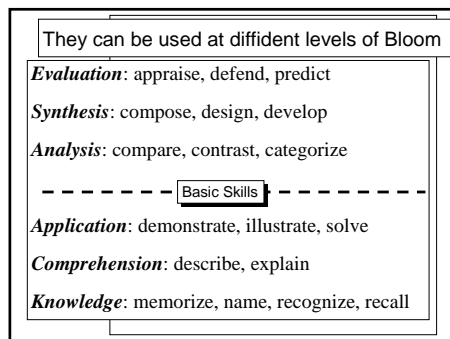 They can be used at diffident levels of Bloom
Evaluation: appraise, defend, predict
Synthesis: compose, design, develop
Analysis: compare, contrast, categorize
Basic Skills
Application: demonstrate, illustrate, solve
Comprehension: describe, explain
Knowledge: memorize, name, recognize, recall